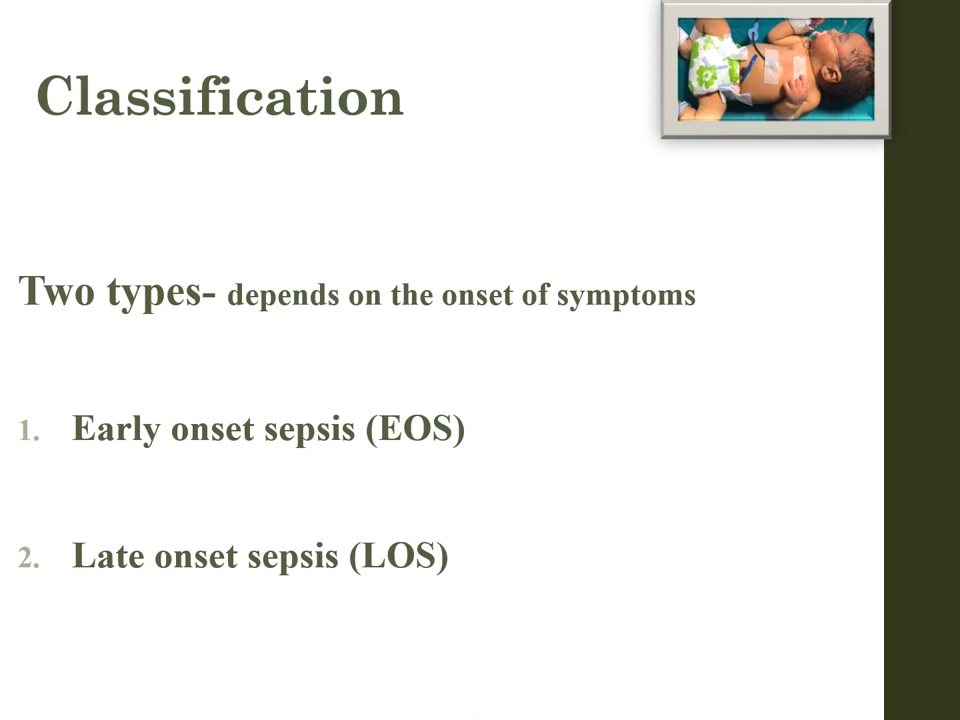 Classification
Two types- depends on the onset of symptoms
1. Early onset sepsis (EOS)
2. Late onset sepsis (LOS)